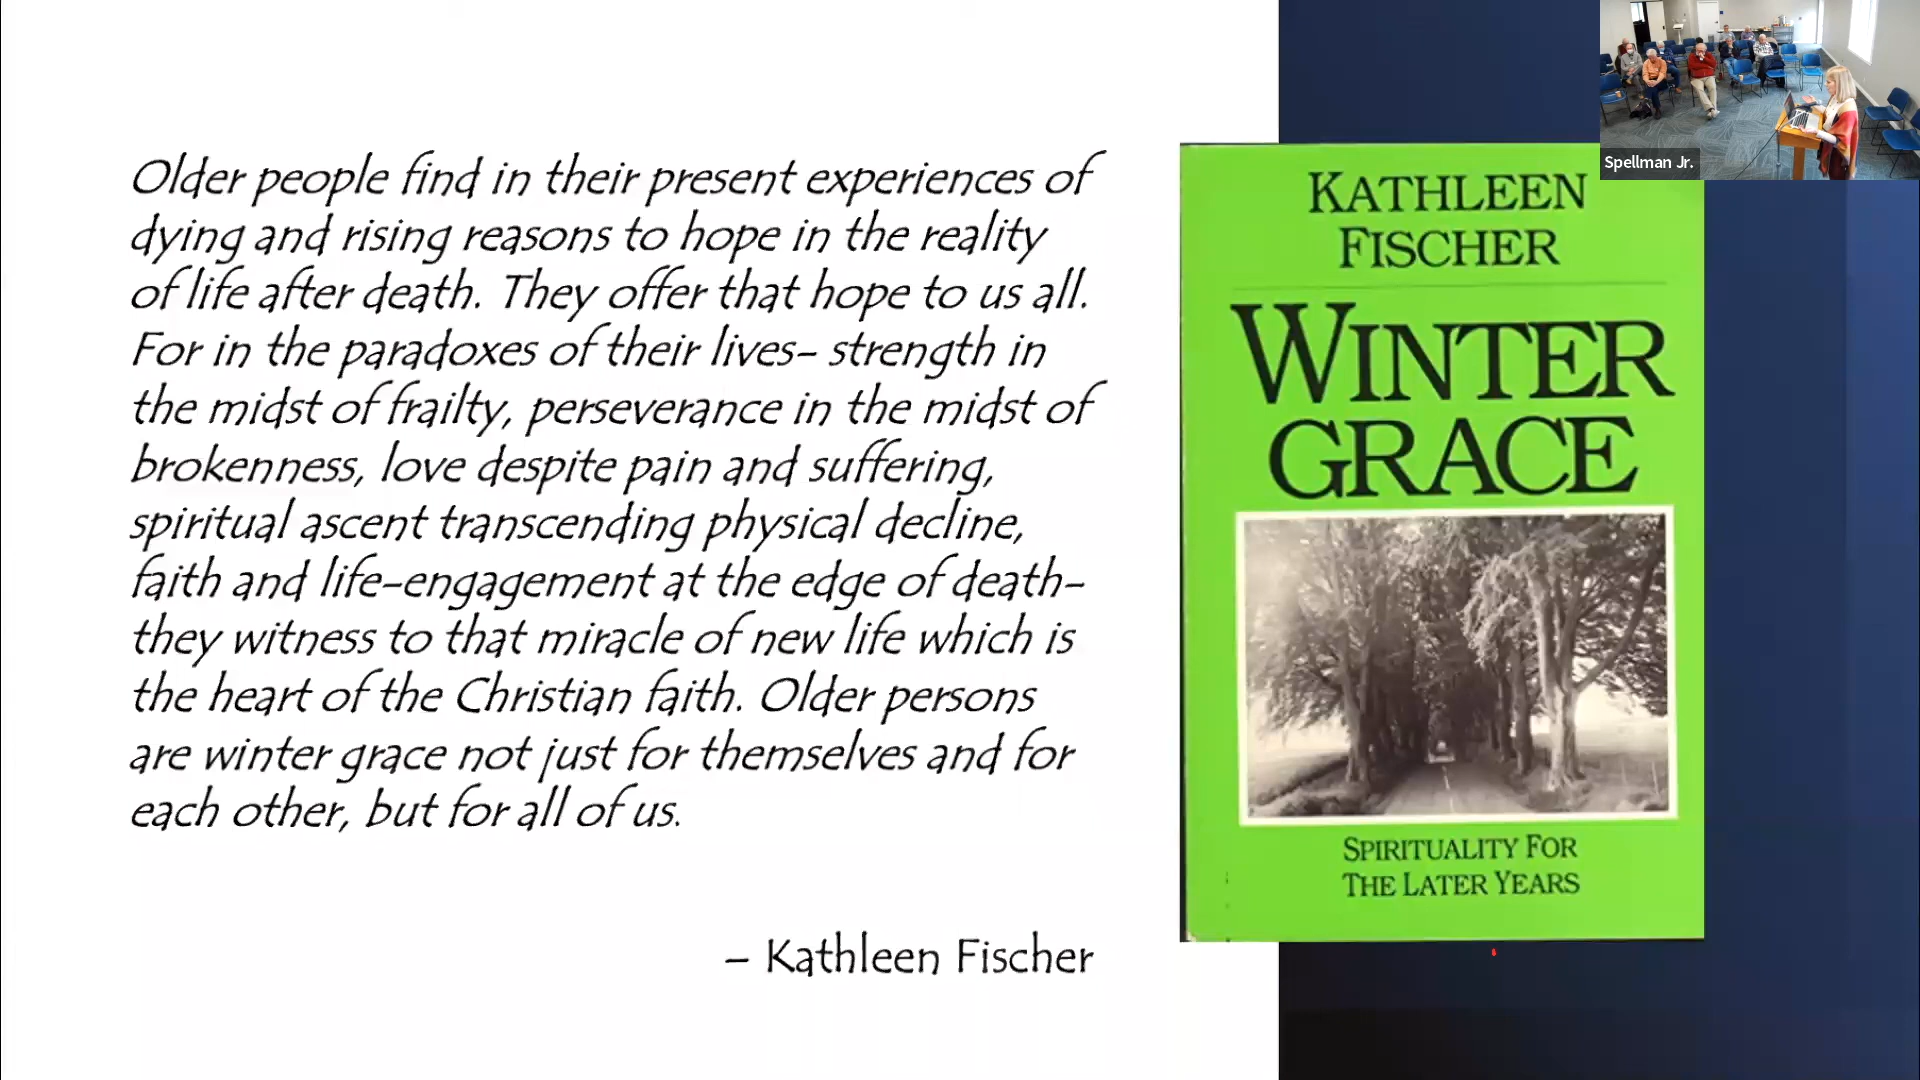 Older people find in their present experiences of
dying and rising reasons to hope in the reality
of life after death. They offer that hope to us all.
For in the paradoxes of their lives– strength in
the midst of frailty, perseverance in the midst of
brokenness, love despite pain and suffering,
spiritual ascent transcending physical decline,
faith and life-engagement at the edge of death–
they witness to that miracle of new life which is
the heart of the Christian faith. Older persons
are winter grace not just for themselves and for
each other, but for all of us.
– Kathleen Fischer
KATHLEEN
FISCHER
WINTER
GRACE
SPIRITUALITY FOR
THE LATER YEARS
Spellman Jr.